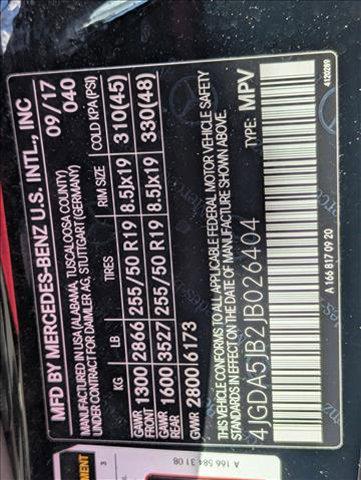 MFD BY MERCEDES-BENZ U.S. INTL., INC
MANUFACTURED IN USA (ALABAMA, TUSCALOOSA COUNTY)
UNDER CONTRACT FOR DAIMLER AG, STUTTGART (GERMANY)
09/17
040
KG LB TIRES RIM SIZE COLD KPA (PSI)
GAWR FRONT 1300 2866 255/50 R19 8.5Jx19 310(45)
GAWR REAR 1600 3527 255/50 R19 8.5Jx19 330(48)
GVWR 2800 6173
THIS VEHICLE CONFORMS TO ALL APPLICABLE FEDERAL MOTOR VEHICLE SAFETY
STANDARDS IN EFFECT ON THE DATE OF MANUFACTURE SHOWN ABOVE.
4JGDA5JB2JB026404
TYPE: MPV
A 166 817 09 20
4120289
A 166 584 31 08
3